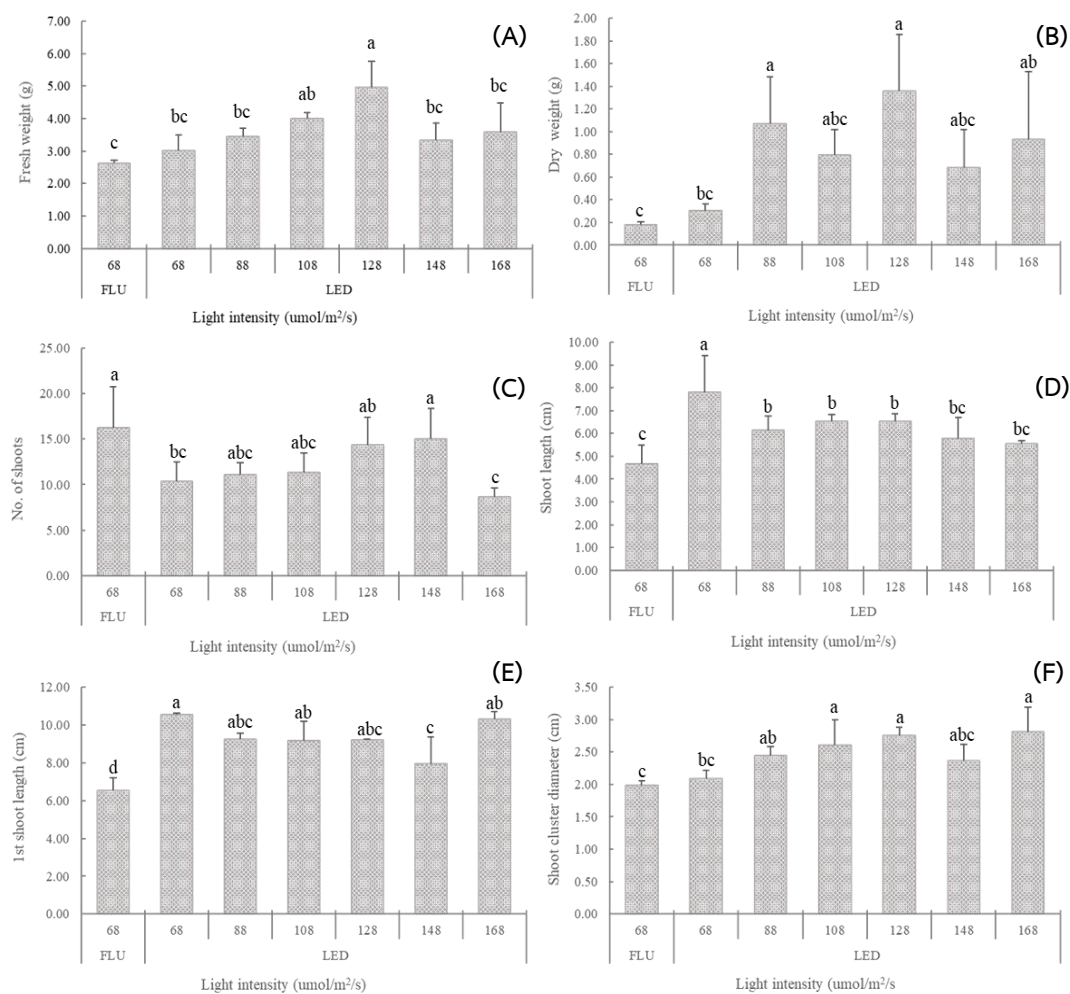 (A)
Fresh weight (g)
7.00
6.00
5.00
4.00
3.00
2.00
1.00
0.00
c bc bc ab a bc bc
68 68 88 108 128 148 168
FLU LED
Light intensity (umol/m²/s)
(B)
Dry weight (g)
2.00
1.80
1.60
1.40
1.20
1.00
0.80
0.60
0.40
0.20
0.00
c bc a abc a abc ab
68 68 88 108 128 148 168
FLU LED
Light intensity (umol/m²/s)
(C)
No. of shoots
25.00
20.00
15.00
10.00
5.00
0.00
a bc abc abc ab a c
68 68 88 108 128 148 168
FLU LED
Light intensity (umol/m²/s)
(D)
Shoot length (cm)
10.00
9.00
8.00
7.00
6.00
5.00
4.00
3.00
2.00
1.00
0.00
c a b b b bc bc
68 68 88 108 128 148 168
FLU LED
Light intensity (umol/m²/s)
(E)
1st shoot length (cm)
12.00
10.00
8.00
6.00
4.00
2.00
0.00
d a abc ab abc c ab
68 68 88 108 128 148 168
FLU LED
Light intensity (umol/m²/s)
(F)
Shoot cluster diameter (cm)
3.50
3.00
2.50
2.00
1.50
1.00
0.50
0.00
c bc ab a a abc a
68 68 88 108 128 148 168
FLU LED
Light intensity (umol/m²/s